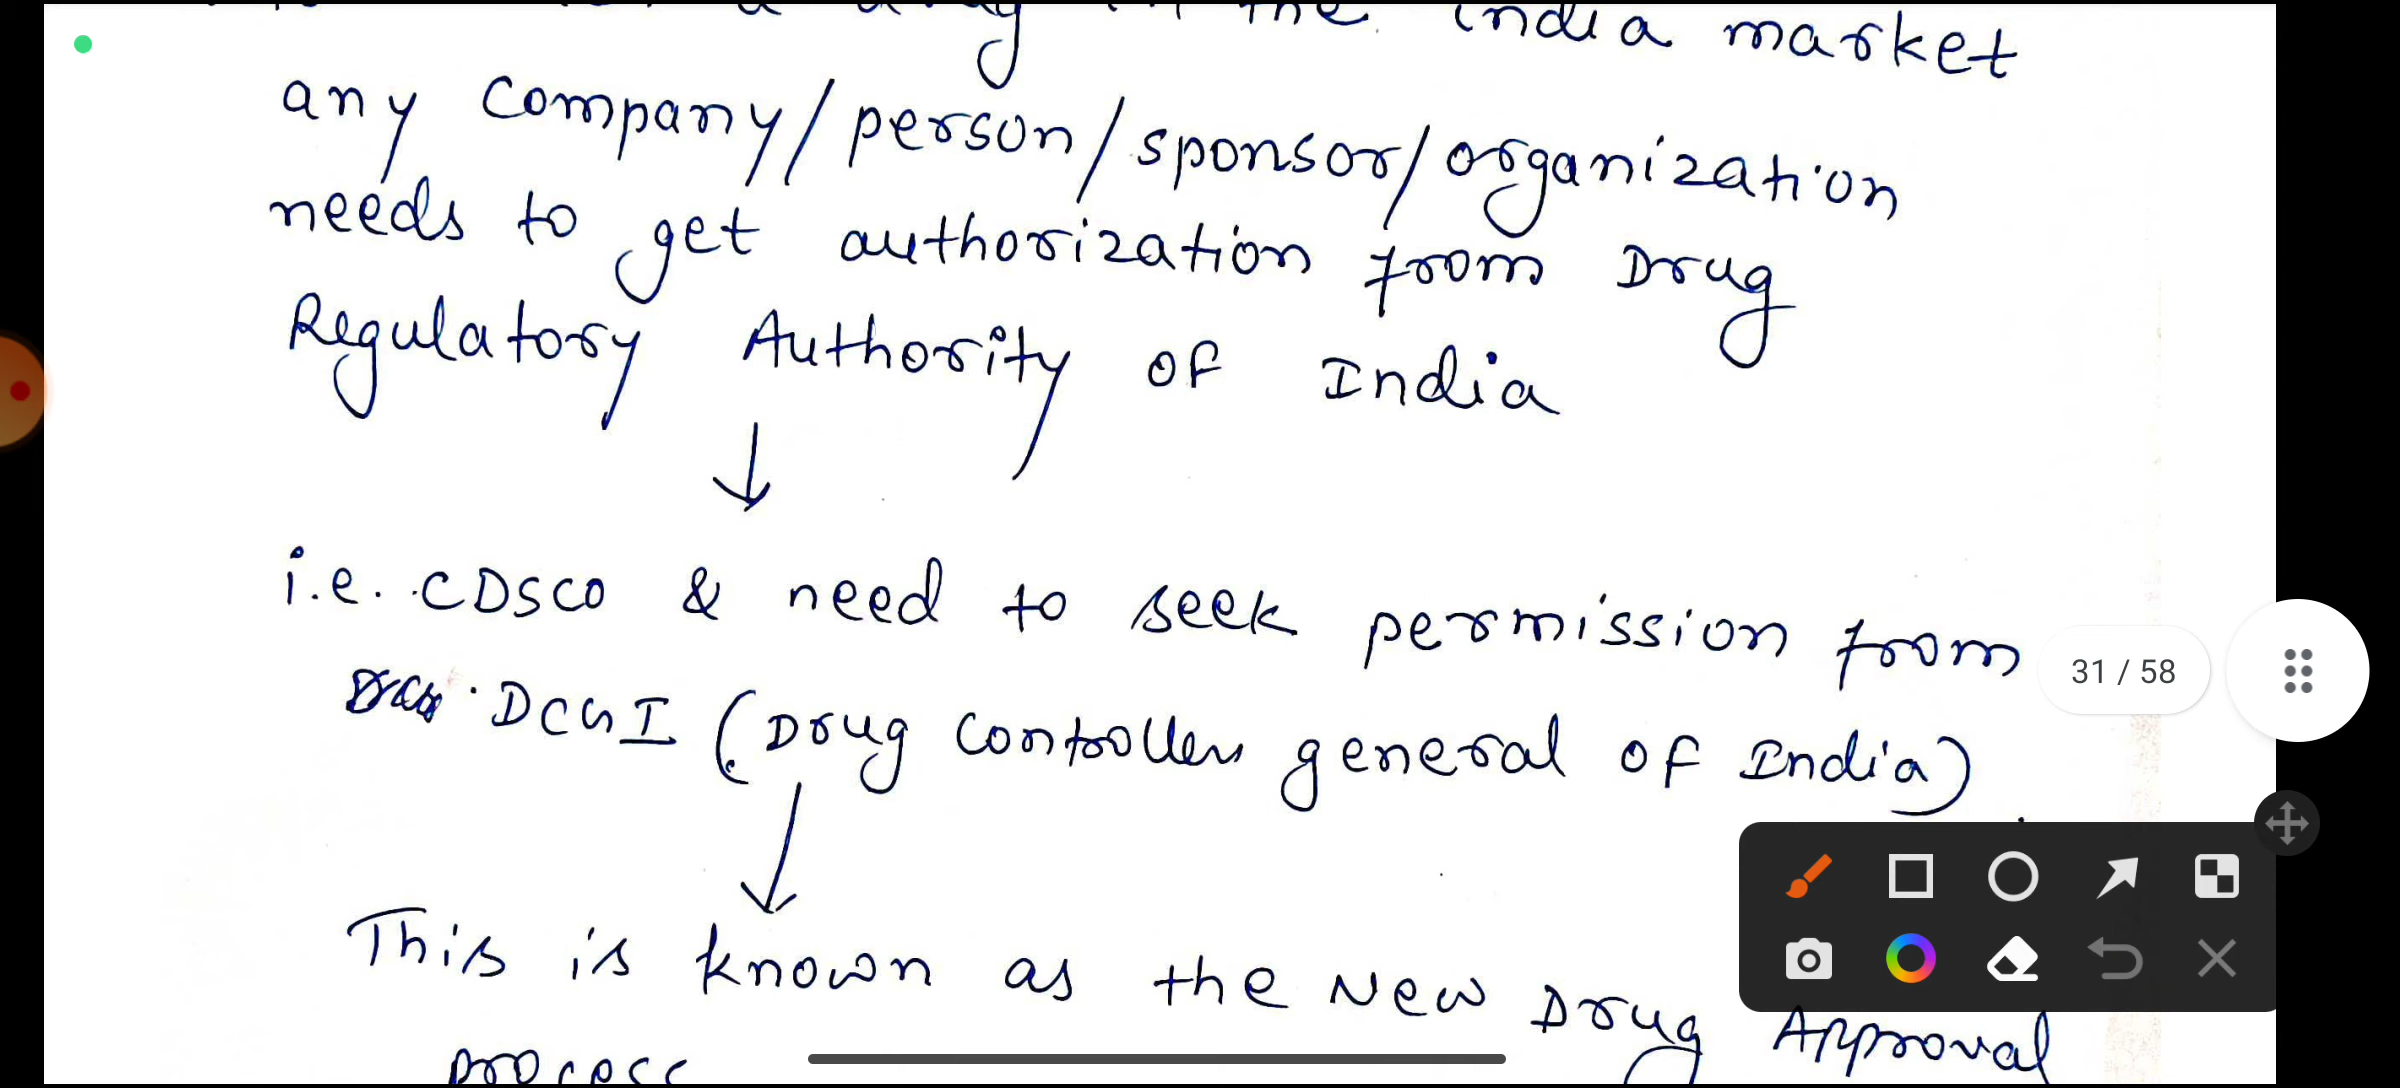 the india market
any company/person/sponsor/organization
needs to get authorization from Drug
Regulatory Authority of India
i.e. CDSCO & need to seek permission from
31 / 58
DCGI (Drug Controller general of India)
This is known as the New Drug Approval
process